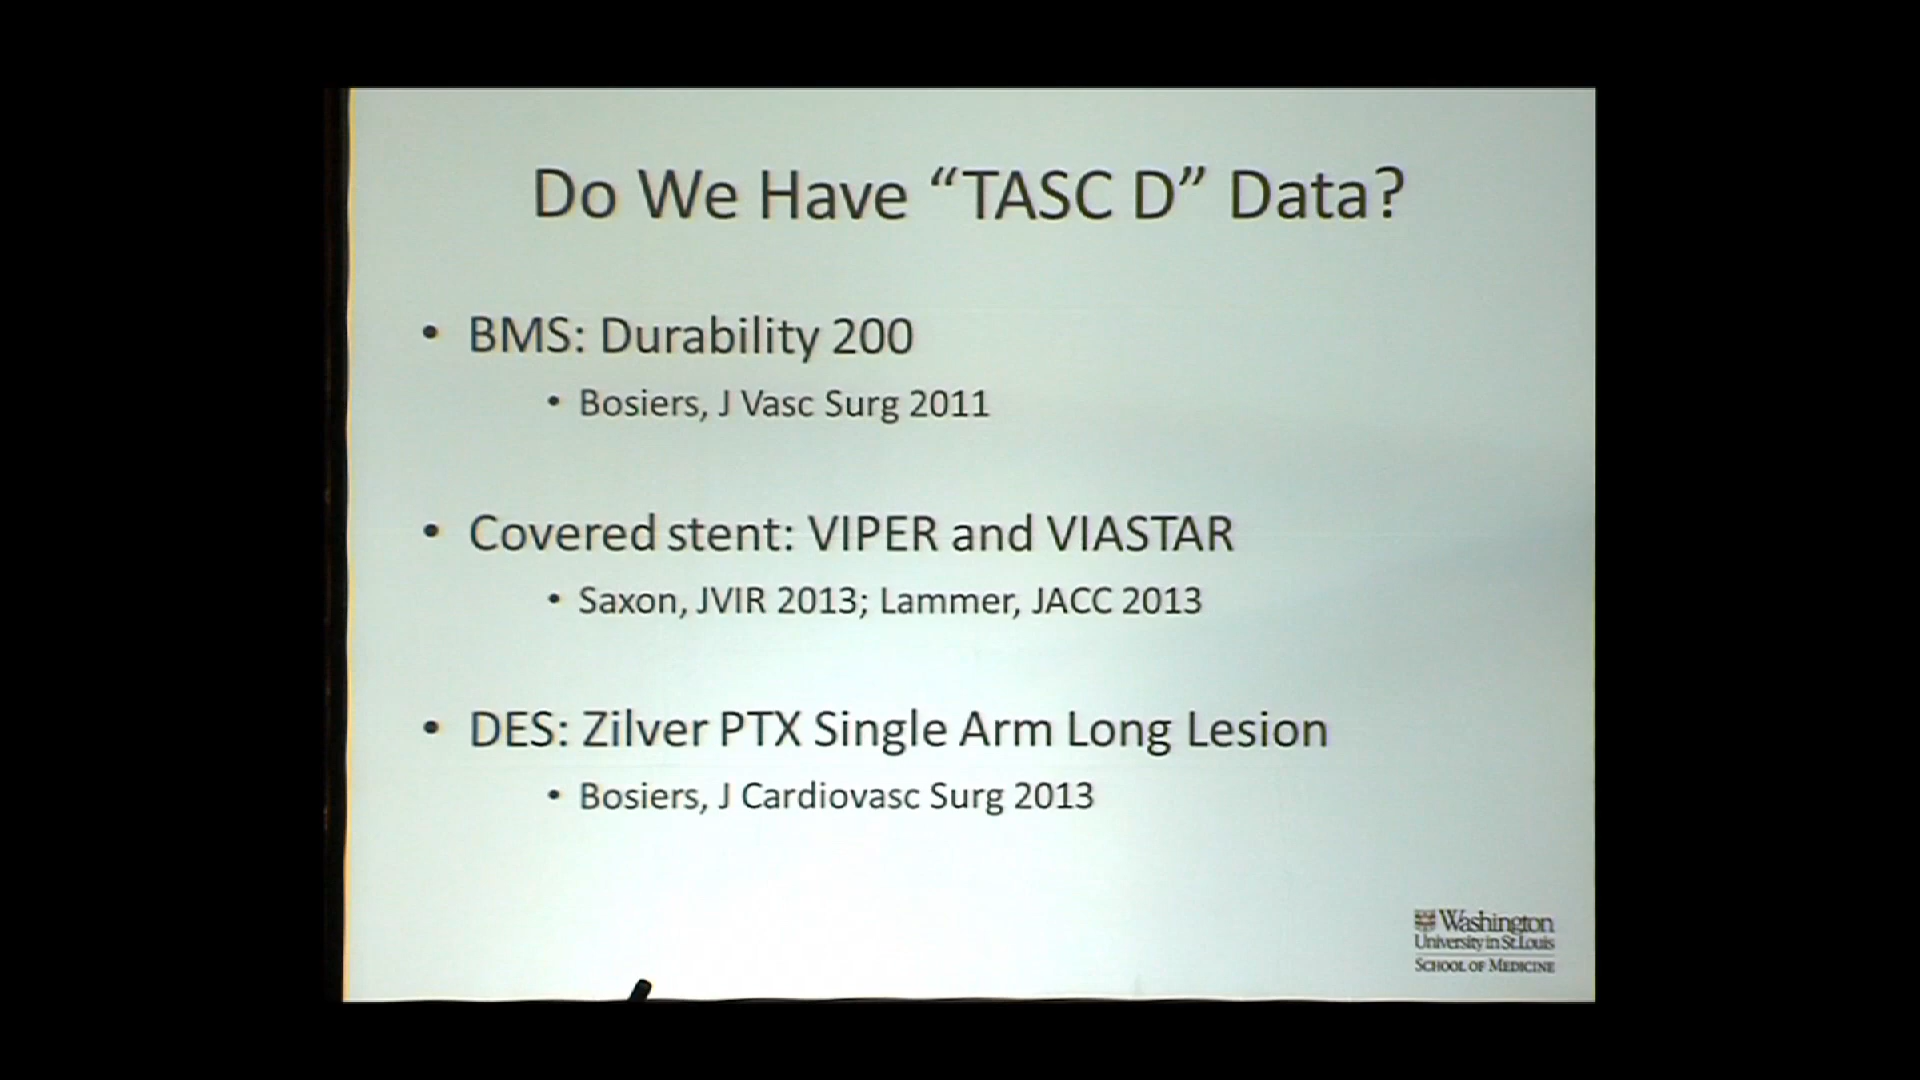 Do We Have “TASC D” Data?
• BMS: Durability 200
• Bosiers, J Vasc Surg 2011
• Covered stent: VIPER and VIASTAR
• Saxon, JVIR 2013; Lammer, JACC 2013
• DES: Zilver PTX Single Arm Long Lesion
• Bosiers, J Cardiovasc Surg 2013
Washington
University in St. Louis
SCHOOL OF MEDICINE